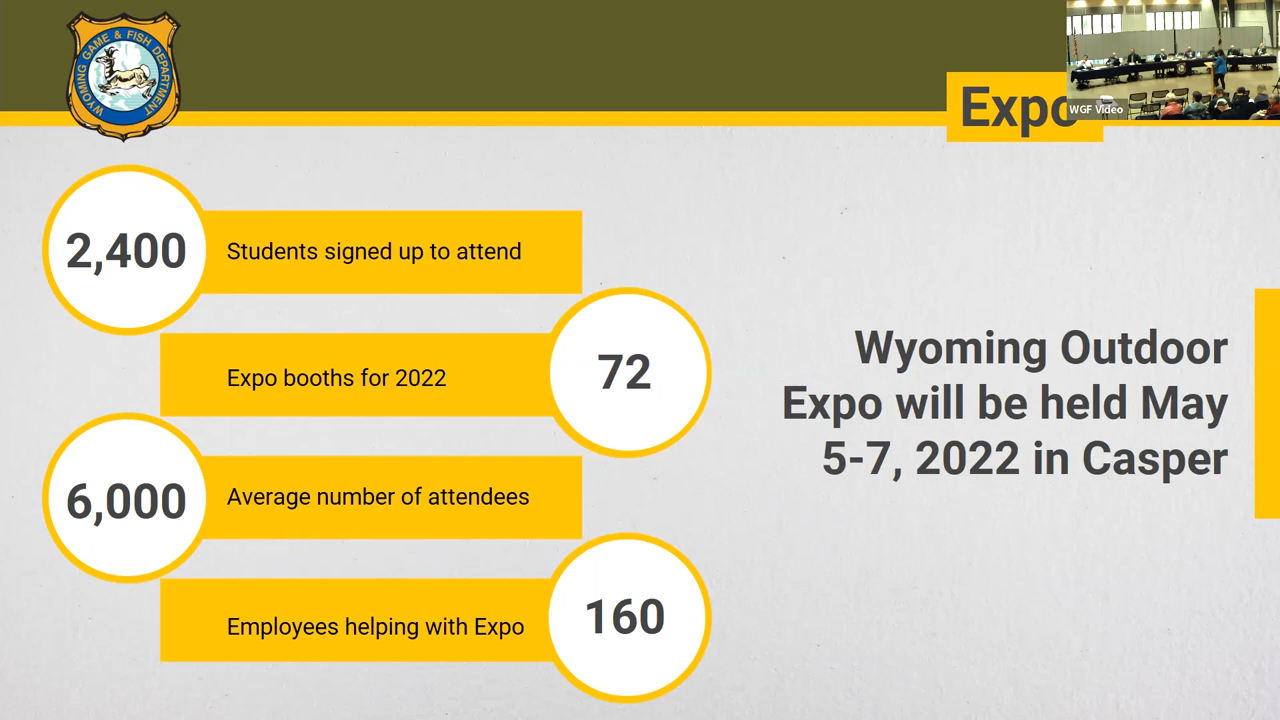 WYOMING GAME & FISH DEPARTMENT
Expo
WGF Video
2,400
Students signed up to attend
Expo booths for 2022
72
6,000
Average number of attendees
Employees helping with Expo
160
Wyoming Outdoor
Expo will be held May
5-7, 2022 in Casper